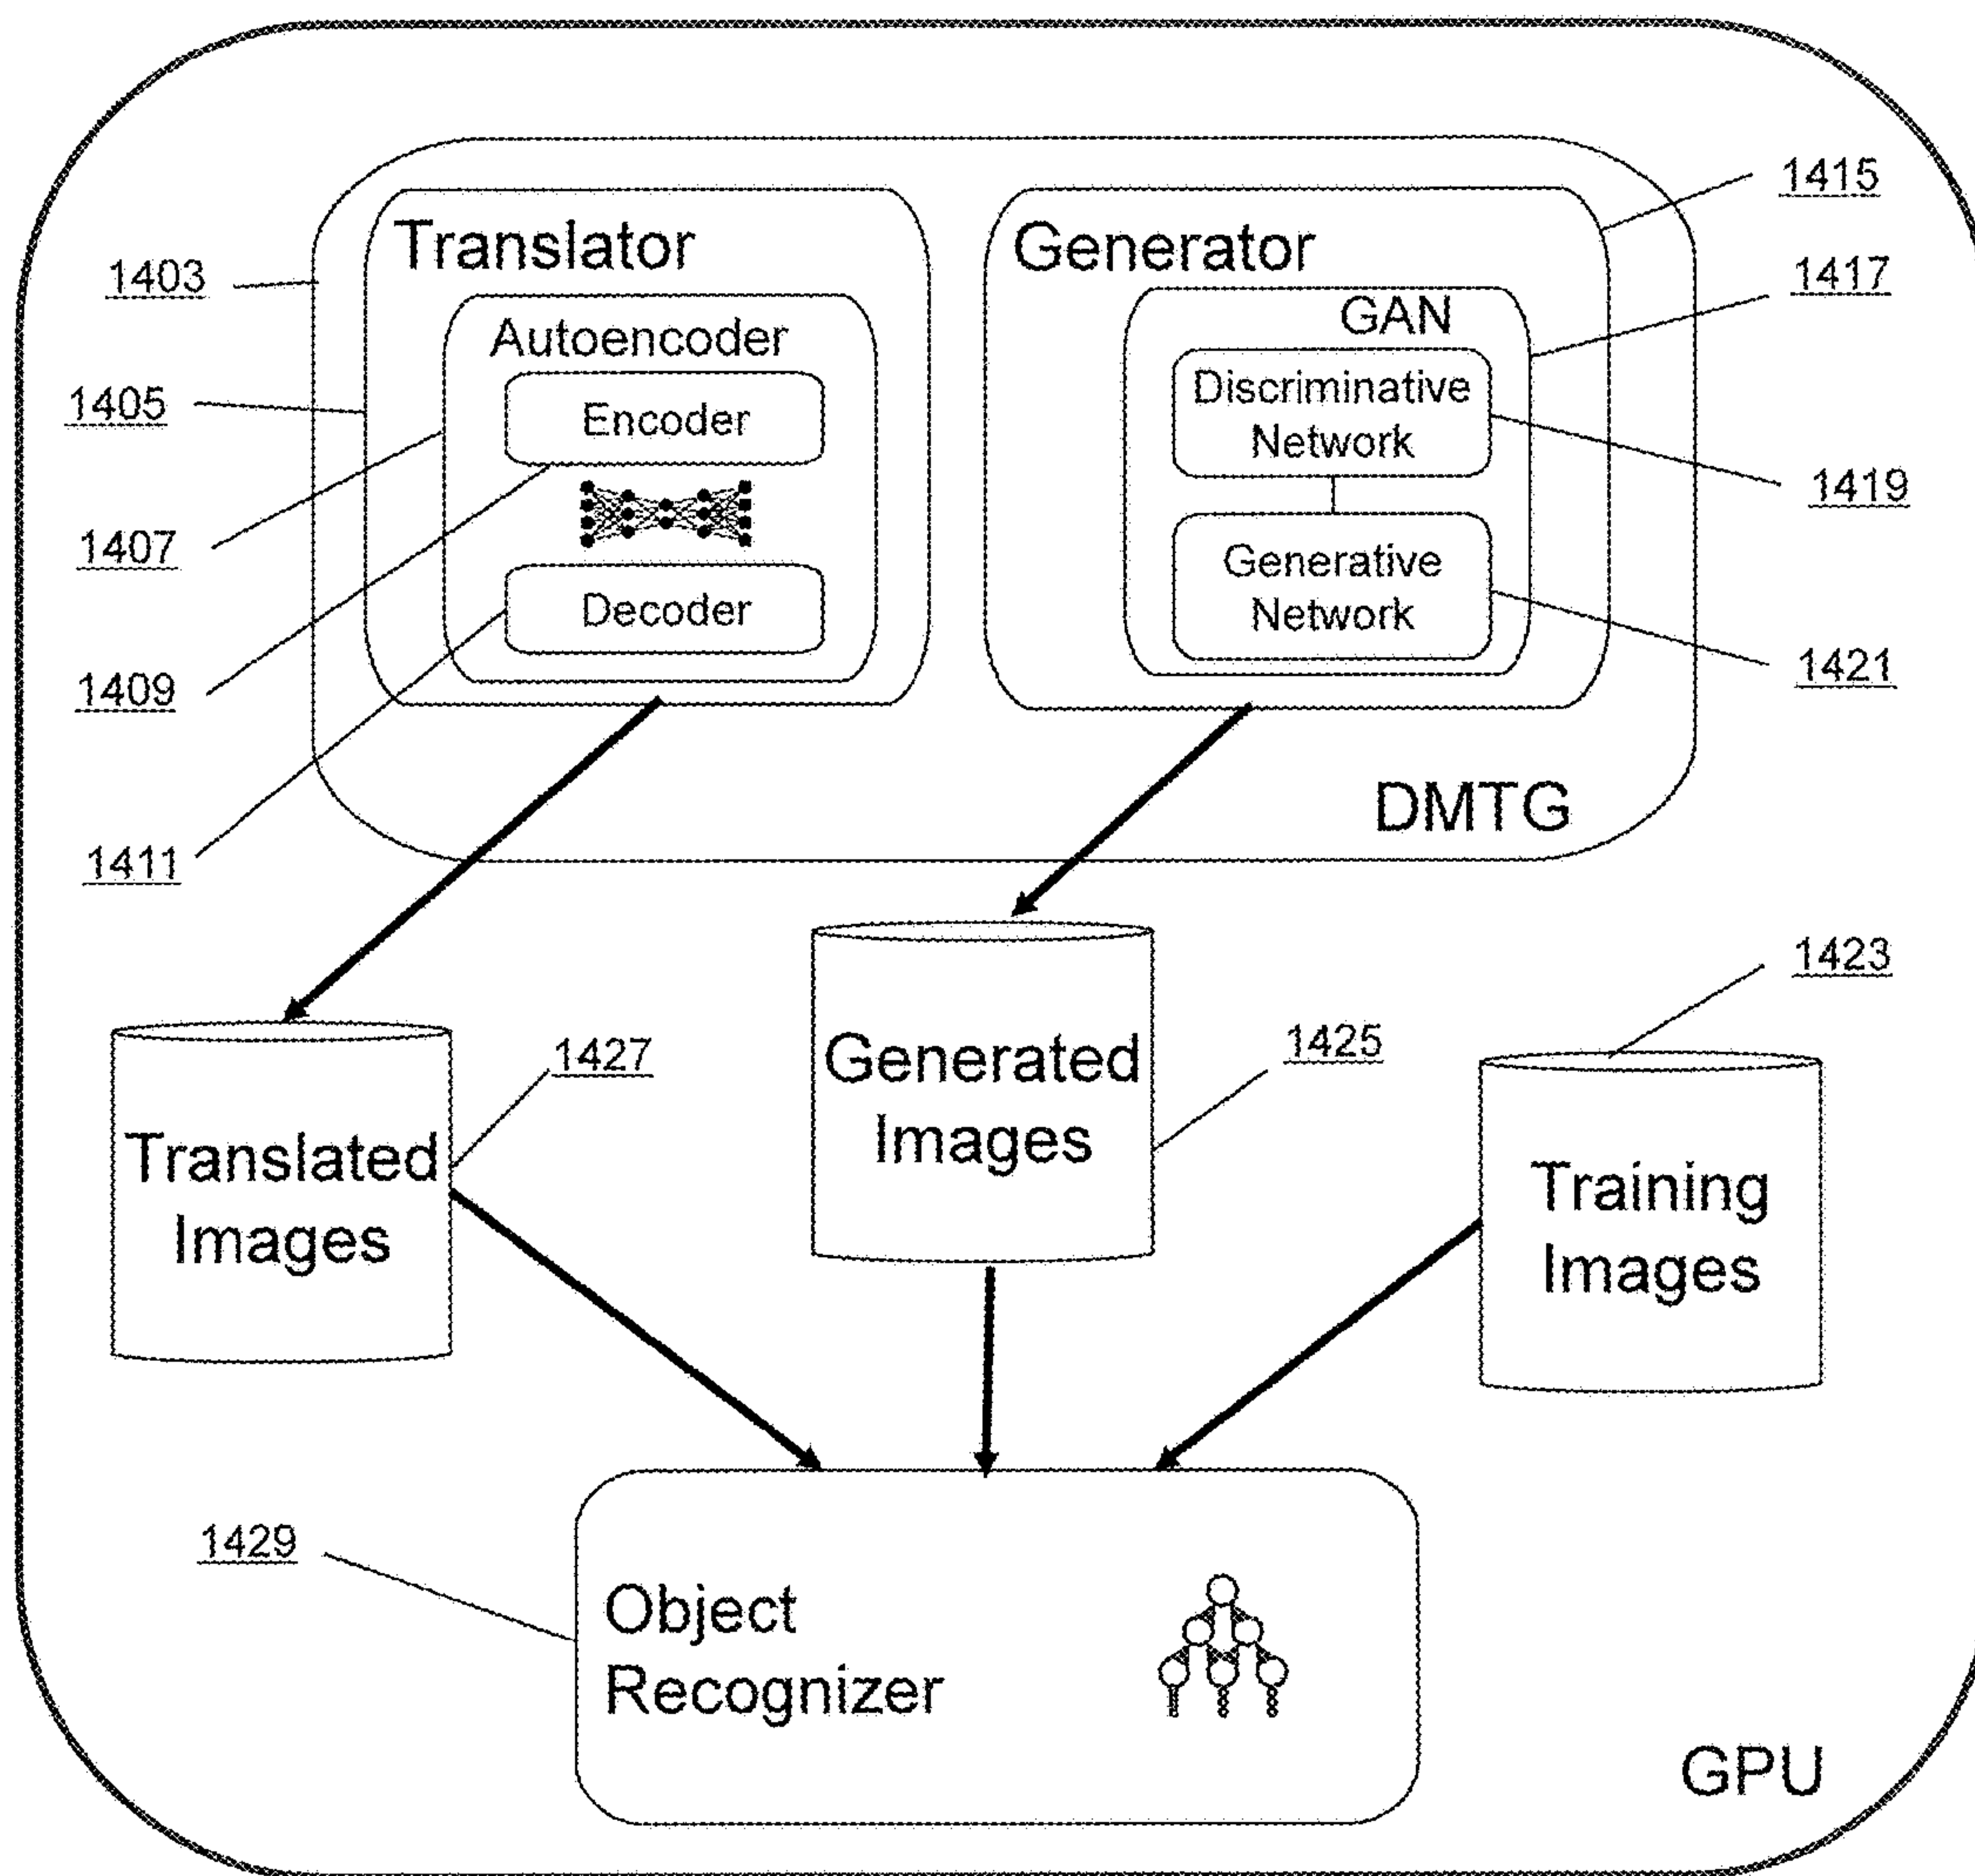 1415
Translator
Generator
1403
1417
GAN
Autoencoder
Discriminative
Network
1405
Encoder
1419
1407
Generative
Network
Decoder
1421
1409
DMTG
1411
1423
1427
Generated
Images
1425
Translated
Images
Training
Images
1429
Object
Recognizer
GPU